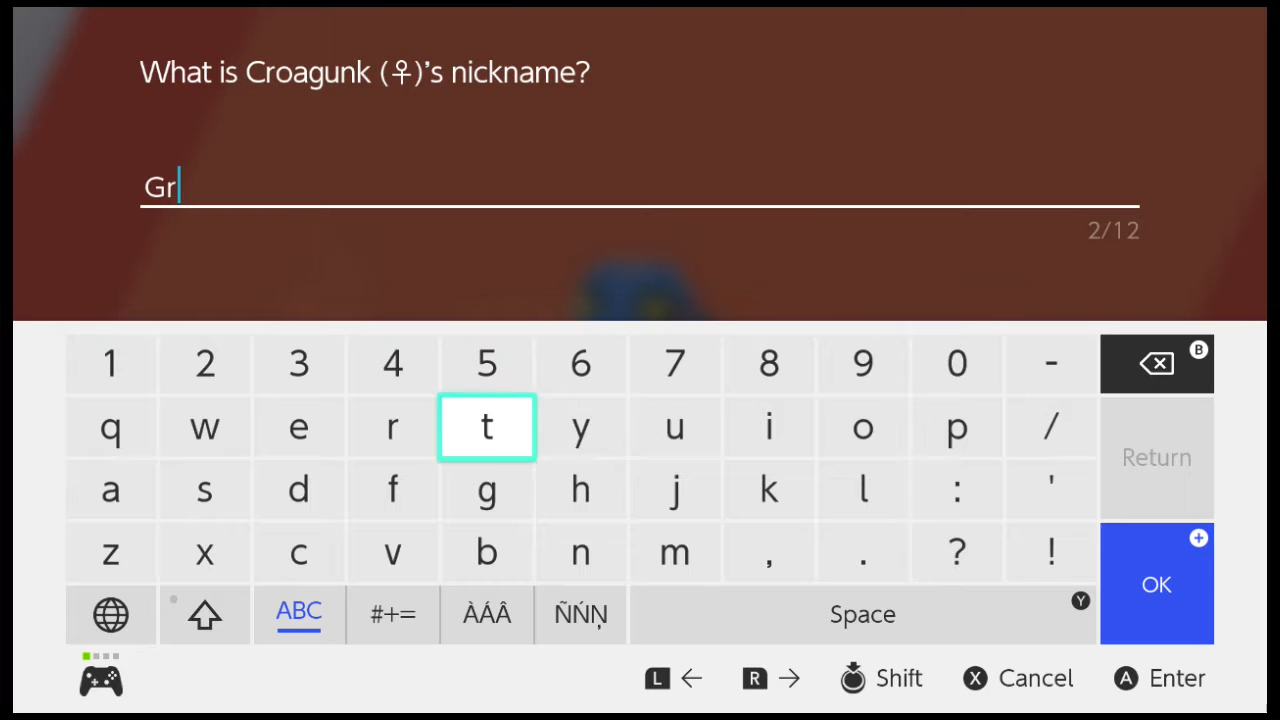 What is Croagunk (♀)'s nickname?
Gr
2/12
1 2 3 4 5 6 7 8 9 0 - B
q w e r t y u i o p /
Return
a s d f g h j k l : '
z x c v b n m , . ? ! +
OK
ABC #+= ÀÁÂ ÑŃŅ Space Y
L ← R → Shift X Cancel A Enter